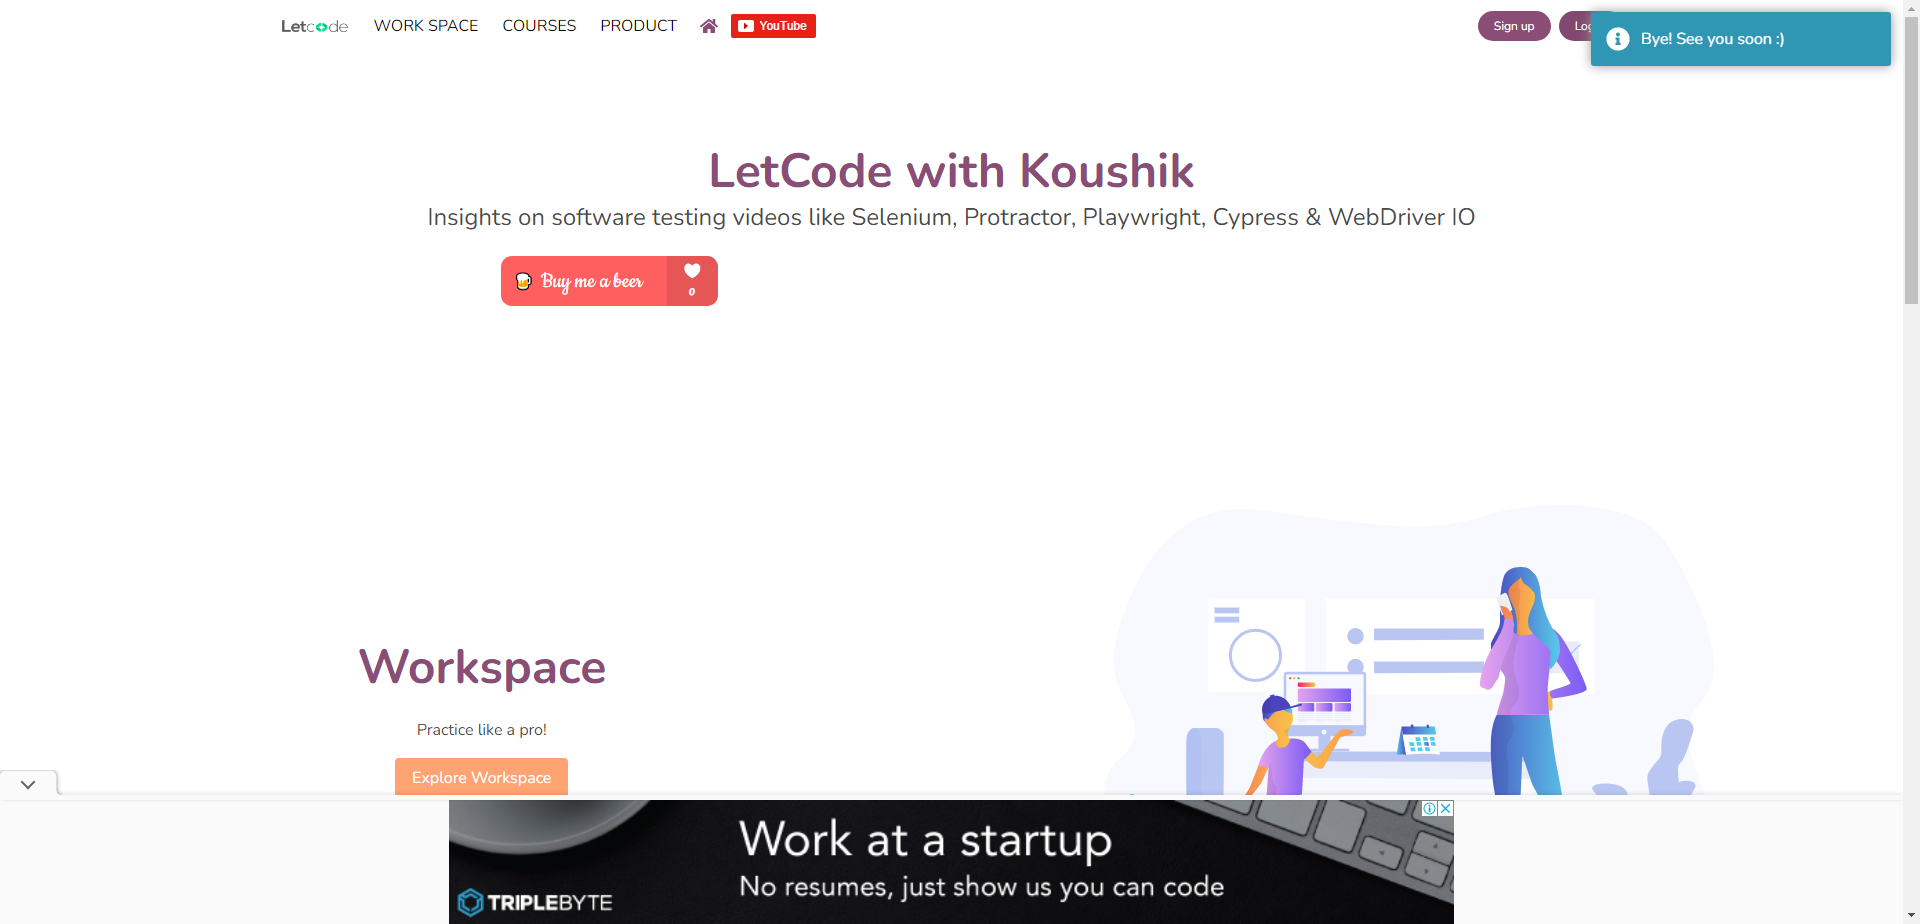 Letcode
WORK SPACE
COURSES
PRODUCT
YouTube
Sign up
Bye! See you soon :)
LetCode with Koushik
Insights on software testing videos like Selenium, Protractor, Playwright, Cypress & WebDriver IO
Buy me a beer
0
Workspace
Practice like a pro!
Explore Workspace
Work at a startup
No resumes, just show us you can code
TRIPLEBYTE